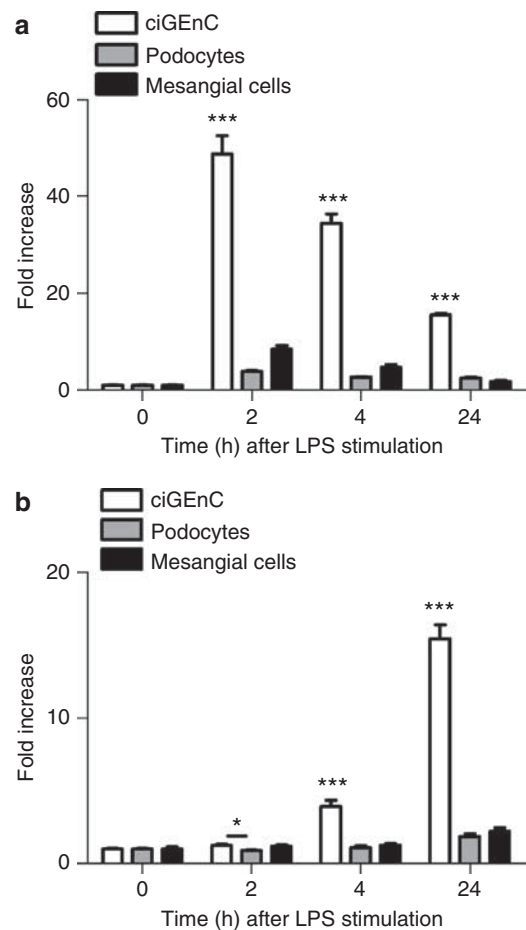 a
ciGEnC
Podocytes
Mesangial cells
60
40
20
0
Fold increase
***
***
***
0 2 4 24
Time (h) after LPS stimulation
b
ciGEnC
Podocytes
Mesangial cells
20
10
0
Fold increase
*
***
***
0 2 4 24
Time (h) after LPS stimulation